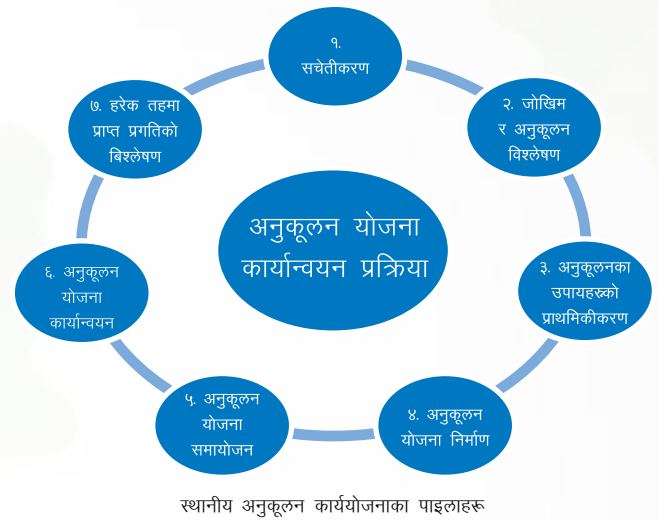 १.
सचेतीकरण
२. जोखिम
र अनुकूलन
विश्लेषण
३. अनुकूलनका
उपायहरुको
प्राथमिकीकरण
४. अनुकूलन
योजना निर्माण
५. अनुकूलन
योजना
समायोजन
६. अनुकूलन
योजना
कार्यान्वयन
७. हरेक तहमा
प्राप्त प्रगतिको
बिश्लेषण
अनुकूलन योजना
कार्यान्वयन प्रक्रिया
स्थानीय अनुकूलन कार्ययोजनाका पाइलाहरू